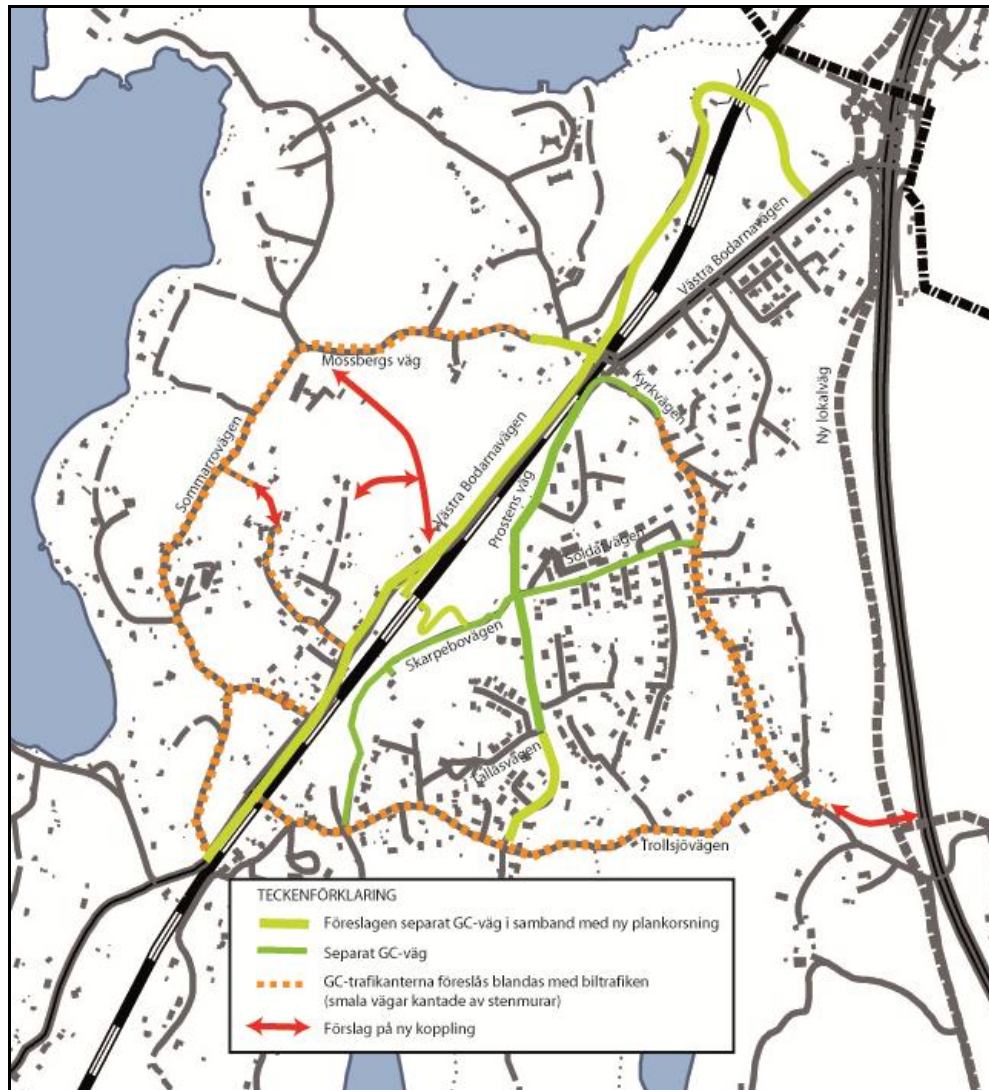 Västra Bodarnavägen
Mossbergs väg
Kyrkvägen
Ny lokalväg
Sommarrovägen
Västra Bodarnavägen
Prostens väg
Soldatvägen
Skarpebovägen
Tallåsvägen
Trollsjövägen
TECKENFÖRKLARING
Föreslagen separat GC-väg i samband med ny plankorsning
Separat GC-väg
GC-trafikanterna föreslås blandas med biltrafiken
(smala vägar kantade av stenmurar)
Förslag på ny koppling